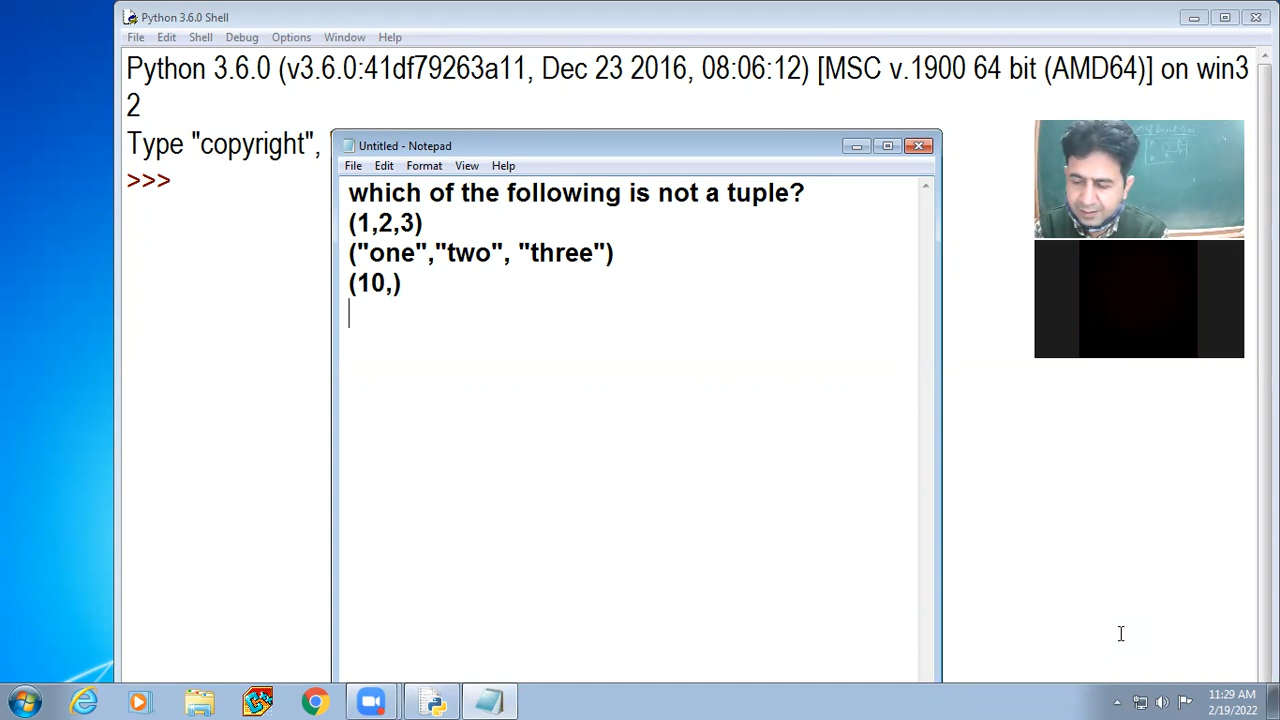 Python 3.6.0 Shell
File Edit Shell Debug Options Window Help
Python 3.6.0 (v3.6.0:41df79263a11, Dec 23 2016, 08:06:12) [MSC v.1900 64 bit (AMD64)] on win3
2
Type "copyright",
>>>
Untitled - Notepad
File Edit Format View Help
which of the following is not a tuple?
(1,2,3)
("one","two", "three")
(10,)
11:29 AM
2/19/2022